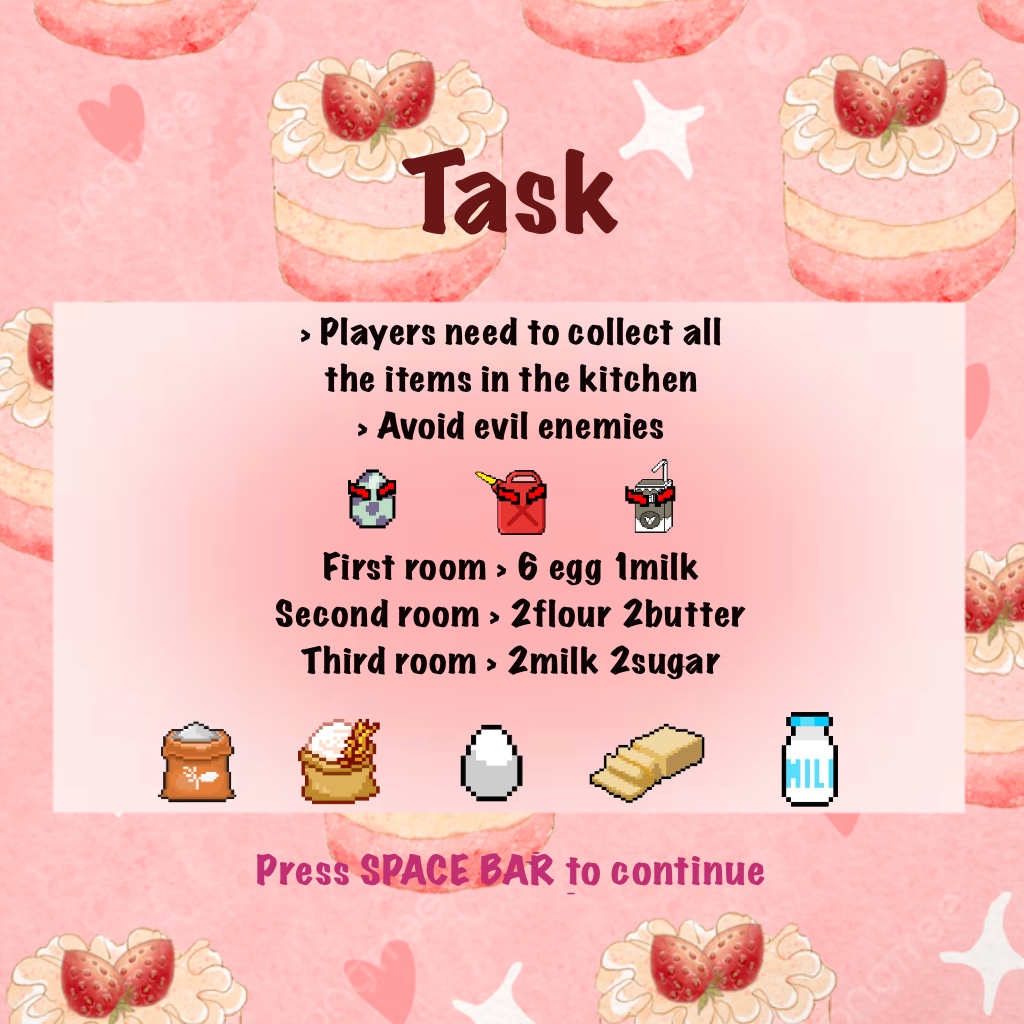 Task
> Players need to collect all
the items in the kitchen
> Avoid evil enemies
First room > 6 egg 1milk
Second room > 2flour 2butter
Third room > 2milk 2sugar
MIL
Press SPACE BAR to continue